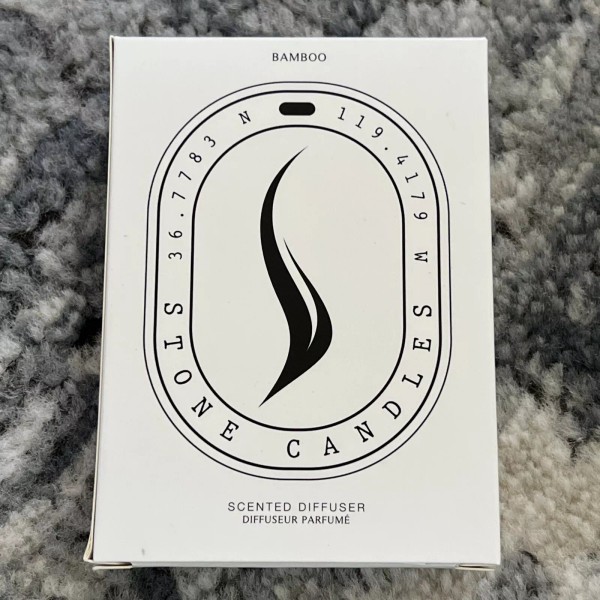 BAMBOO
36.7783 N 119.4179 W
STONE CANDLES
SCENTED DIFFUSER
DIFFUSEUR PARFUMÉ